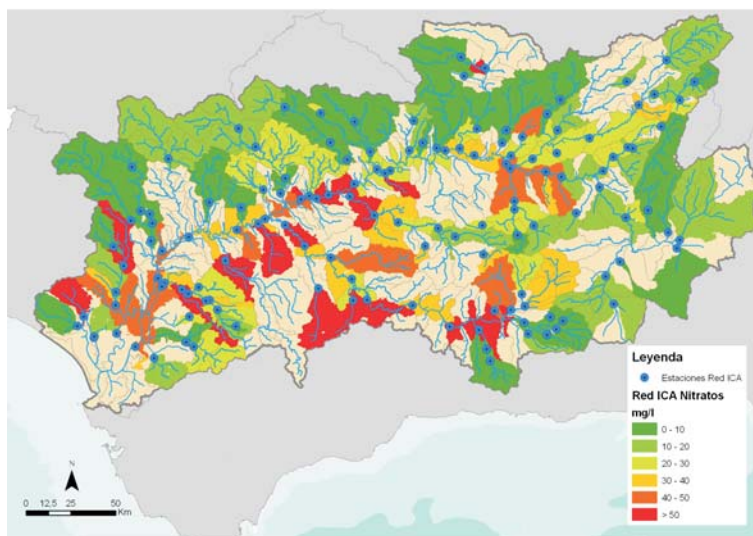 Leyenda
Estaciones Red ICA
Red ICA Nitratos
mg/l
0 - 10
10 - 20
20 - 30
30 - 40
40 - 50
> 50
N
0 12,5 25 50
Km